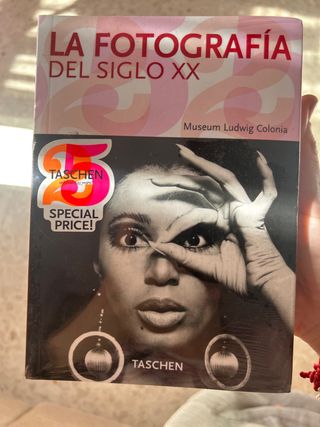 LA FOTOGRAFÍA
DEL SIGLO XX
Museum Ludwig Colonia
25
TASCHEN
SPECIAL
PRICE!
TASCHEN